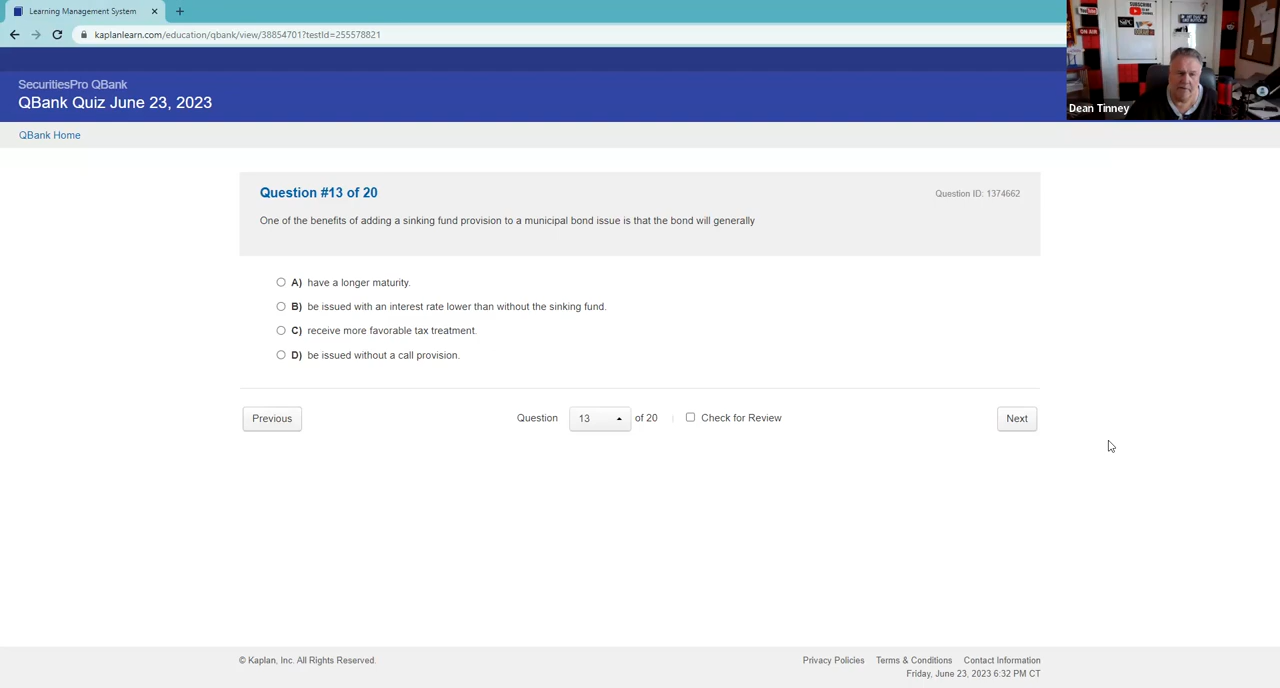 Learning Management System
kaplanlearn.com/education/qbank/view/38854701?testId=255578821
SecuritiesPro QBank
QBank Quiz June 23, 2023
QBank Home
SUBSCRIBE
ON AIR
Dean Tinney
Question #13 of 20
Question ID: 1374662
One of the benefits of adding a sinking fund provision to a municipal bond issue is that the bond will generally
A) have a longer maturity.
B) be issued with an interest rate lower than without the sinking fund.
C) receive more favorable tax treatment.
D) be issued without a call provision.
Previous
Question 13 of 20
Check for Review
Next
© Kaplan, Inc. All Rights Reserved.
Privacy Policies Terms & Conditions Contact Information
Friday, June 23, 2023 6:32 PM CT